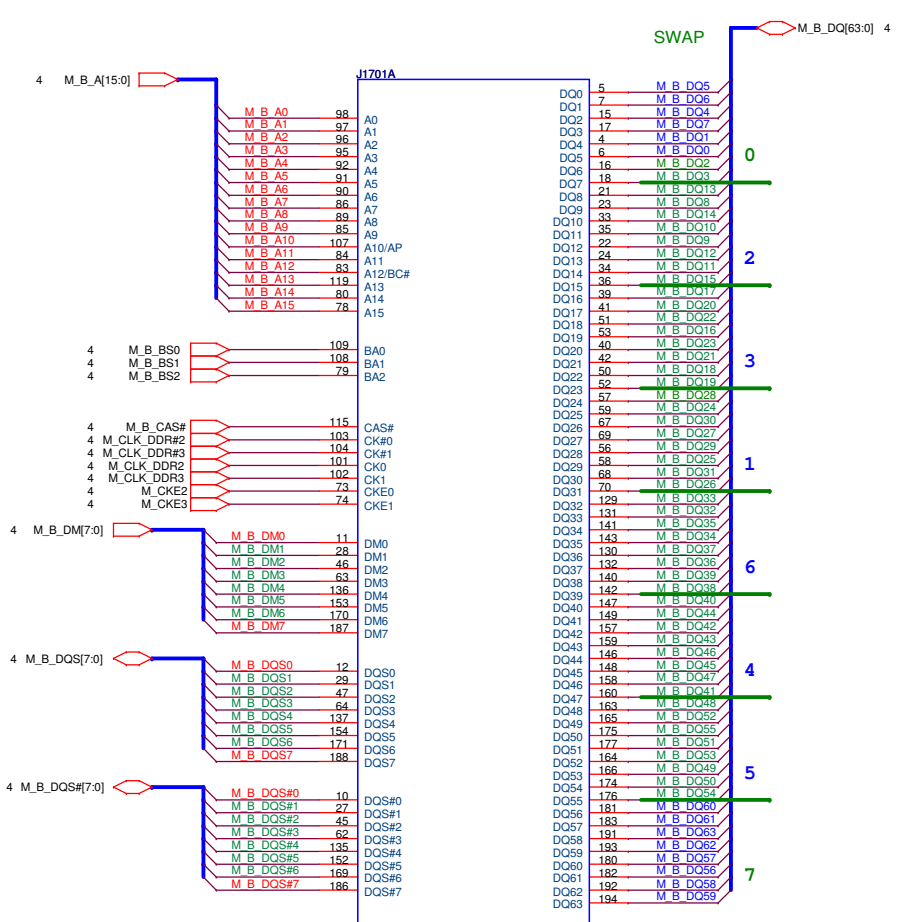 SWAP
M_B_DQ[63:0] 4
J1701A
4 M_B_A[15:0]
M_B_A0 98 A0
M_B_A1 97 A1
M_B_A2 96 A2
M_B_A3 95 A3
M_B_A4 92 A4
M_B_A5 91 A5
M_B_A6 90 A6
M_B_A7 86 A7
M_B_A8 89 A8
M_B_A9 85 A9
M_B_A10 107 A10/AP
M_B_A11 84 A11
M_B_A12 83 A12/BC#
M_B_A13 119 A13
M_B_A14 80 A14
M_B_A15 78 A15
4 M_B_BS0 109 BA0
4 M_B_BS1 108 BA1
4 M_B_BS2 79 BA2
4 M_B_CAS# 115 CAS#
4 M_CLK_DDR#2 103 CK#0
4 M_CLK_DDR#3 104 CK#1
4 M_CLK_DDR2 101 CK0
4 M_CLK_DDR3 102 CK1
4 M_CKE2 73 CKE0
4 M_CKE3 74 CKE1
4 M_B_DM[7:0]
M_B_DM0 11 DM0
M_B_DM1 28 DM1
M_B_DM2 46 DM2
M_B_DM3 63 DM3
M_B_DM4 136 DM4
M_B_DM5 153 DM5
M_B_DM6 170 DM6
M_B_DM7 187 DM7
4 M_B_DQS[7:0]
M_B_DQS0 12 DQS0
M_B_DQS1 29 DQS1
M_B_DQS2 47 DQS2
M_B_DQS3 64 DQS3
M_B_DQS4 137 DQS4
M_B_DQS5 154 DQS5
M_B_DQS6 171 DQS6
M_B_DQS7 188 DQS7
4 M_B_DQS#[7:0]
M_B_DQS#0 10 DQS#0
M_B_DQS#1 27 DQS#1
M_B_DQS#2 45 DQS#2
M_B_DQS#3 62 DQS#3
M_B_DQS#4 135 DQS#4
M_B_DQS#5 152 DQS#5
M_B_DQS#6 169 DQS#6
M_B_DQS#7 186 DQS#7
DQ0 5 M_B_DQ5
DQ1 7 M_B_DQ6
DQ2 15 M_B_DQ4
DQ3 17 M_B_DQ7
DQ4 4 M_B_DQ1
DQ5 6 M_B_DQ0
DQ6 16 M_B_DQ2
DQ7 18 M_B_DQ3
0
DQ8 21 M_B_DQ13
DQ9 23 M_B_DQ8
DQ10 33 M_B_DQ14
DQ11 35 M_B_DQ10
DQ12 22 M_B_DQ9
DQ13 24 M_B_DQ12
DQ14 34 M_B_DQ11
DQ15 36 M_B_DQ15
2
DQ16 39 M_B_DQ17
DQ17 41 M_B_DQ20
DQ18 51 M_B_DQ22
DQ19 53 M_B_DQ16
DQ20 40 M_B_DQ23
DQ21 42 M_B_DQ21
DQ22 50 M_B_DQ18
DQ23 52 M_B_DQ19
3
DQ24 57 M_B_DQ28
DQ25 59 M_B_DQ24
DQ26 67 M_B_DQ30
DQ27 69 M_B_DQ27
DQ28 56 M_B_DQ29
DQ29 58 M_B_DQ25
DQ30 68 M_B_DQ31
DQ31 70 M_B_DQ26
1
DQ32 129 M_B_DQ33
DQ33 131 M_B_DQ32
DQ34 141 M_B_DQ35
DQ35 143 M_B_DQ34
DQ36 130 M_B_DQ37
DQ37 132 M_B_DQ36
DQ38 140 M_B_DQ39
DQ39 142 M_B_DQ38
6
DQ40 147 M_B_DQ40
DQ41 149 M_B_DQ44
DQ42 157 M_B_DQ42
DQ43 159 M_B_DQ43
DQ44 146 M_B_DQ46
DQ45 148 M_B_DQ45
DQ46 158 M_B_DQ47
DQ47 160 M_B_DQ41
4
DQ48 163 M_B_DQ48
DQ49 165 M_B_DQ52
DQ50 175 M_B_DQ55
DQ51 177 M_B_DQ51
DQ52 164 M_B_DQ53
DQ53 166 M_B_DQ49
DQ54 174 M_B_DQ50
DQ55 176 M_B_DQ54
5
DQ56 181 M_B_DQ60
DQ57 183 M_B_DQ61
DQ58 191 M_B_DQ63
DQ59 193 M_B_DQ62
DQ60 180 M_B_DQ57
DQ61 182 M_B_DQ56
DQ62 192 M_B_DQ58
DQ63 194 M_B_DQ59
7